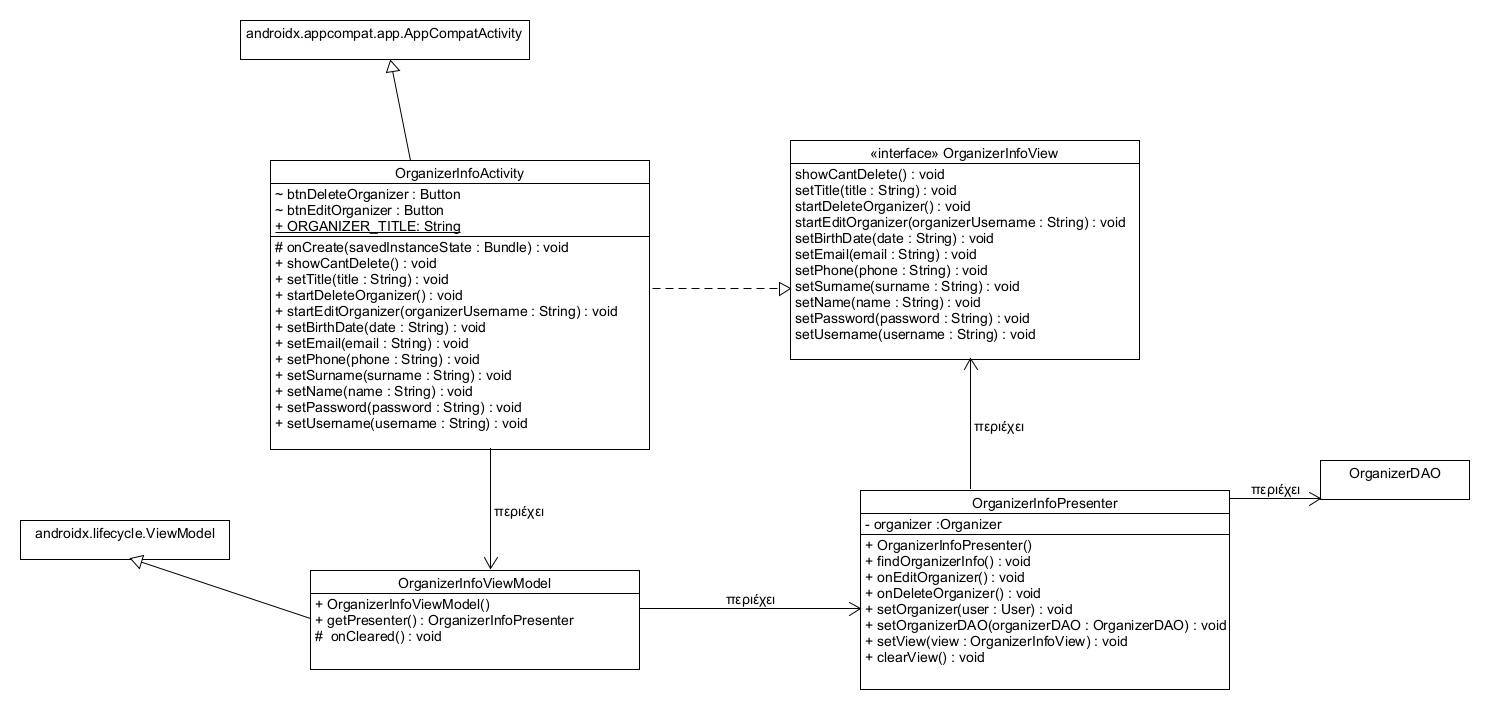 androidx.appcompat.app.AppCompatActivity
OrganizerInfoActivity
~ btnDeleteOrganizer : Button
~ btnEditOrganizer : Button
+ ORGANIZER_TITLE: String
# onCreate(savedInstanceState : Bundle) : void
+ showCantDelete() : void
+ setTitle(title : String) : void
+ startDeleteOrganizer() : void
+ startEditOrganizer(organizerUsername : String) : void
+ setBirthDate(date : String) : void
+ setEmail(email : String) : void
+ setPhone(phone : String) : void
+ setSurname(surname : String) : void
+ setName(name : String) : void
+ setPassword(password : String) : void
+ setUsername(username : String) : void
«interface» OrganizerInfoView
showCantDelete() : void
setTitle(title : String) : void
startDeleteOrganizer() : void
startEditOrganizer(organizerUsername : String) : void
setBirthDate(date : String) : void
setEmail(email : String) : void
setPhone(phone : String) : void
setSurname(surname : String) : void
setName(name : String) : void
setPassword(password : String) : void
setUsername(username : String) : void
περιέχει
περιέχει
περιέχει
OrganizerDAO
androidx.lifecycle.ViewModel
OrganizerInfoViewModel
+ OrganizerInfoViewModel()
+ getPresenter() : OrganizerInfoPresenter
# onCleared() : void
περιέχει
OrganizerInfoPresenter
- organizer :Organizer
+ OrganizerInfoPresenter()
+ findOrganizerInfo() : void
+ onEditOrganizer() : void
+ onDeleteOrganizer() : void
+ setOrganizer(user : User) : void
+ setOrganizerDAO(organizerDAO : OrganizerDAO) : void
+ setView(view : OrganizerInfoView) : void
+ clearView() : void